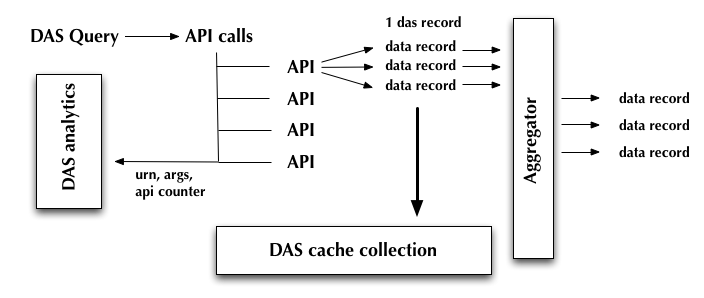 DAS Query
API calls
1 das record
API
data record
data record
data record
API
API
API
DAS analytics
urn, args,
api counter
DAS cache collection
Aggregator
data record
data record
data record